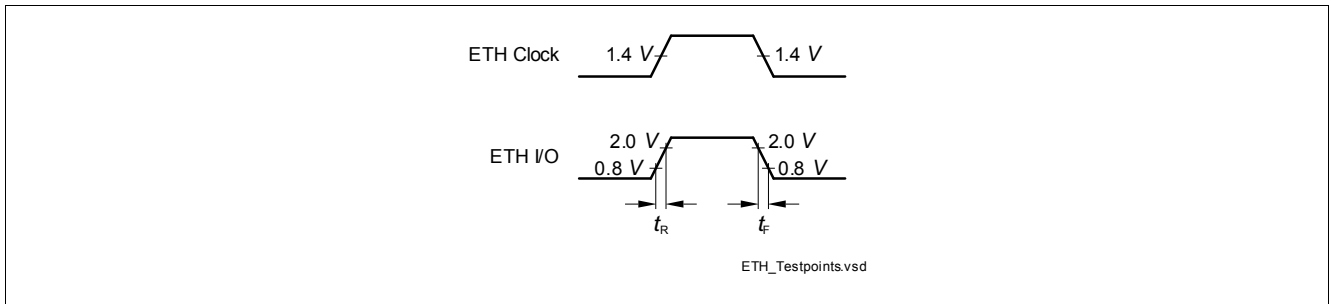 ETH Clock 1.4 V 1.4 V
2.0 V 2.0 V
ETH I/O
0.8 V 0.8 V
tR tF
ETH_Testpoints.vsd